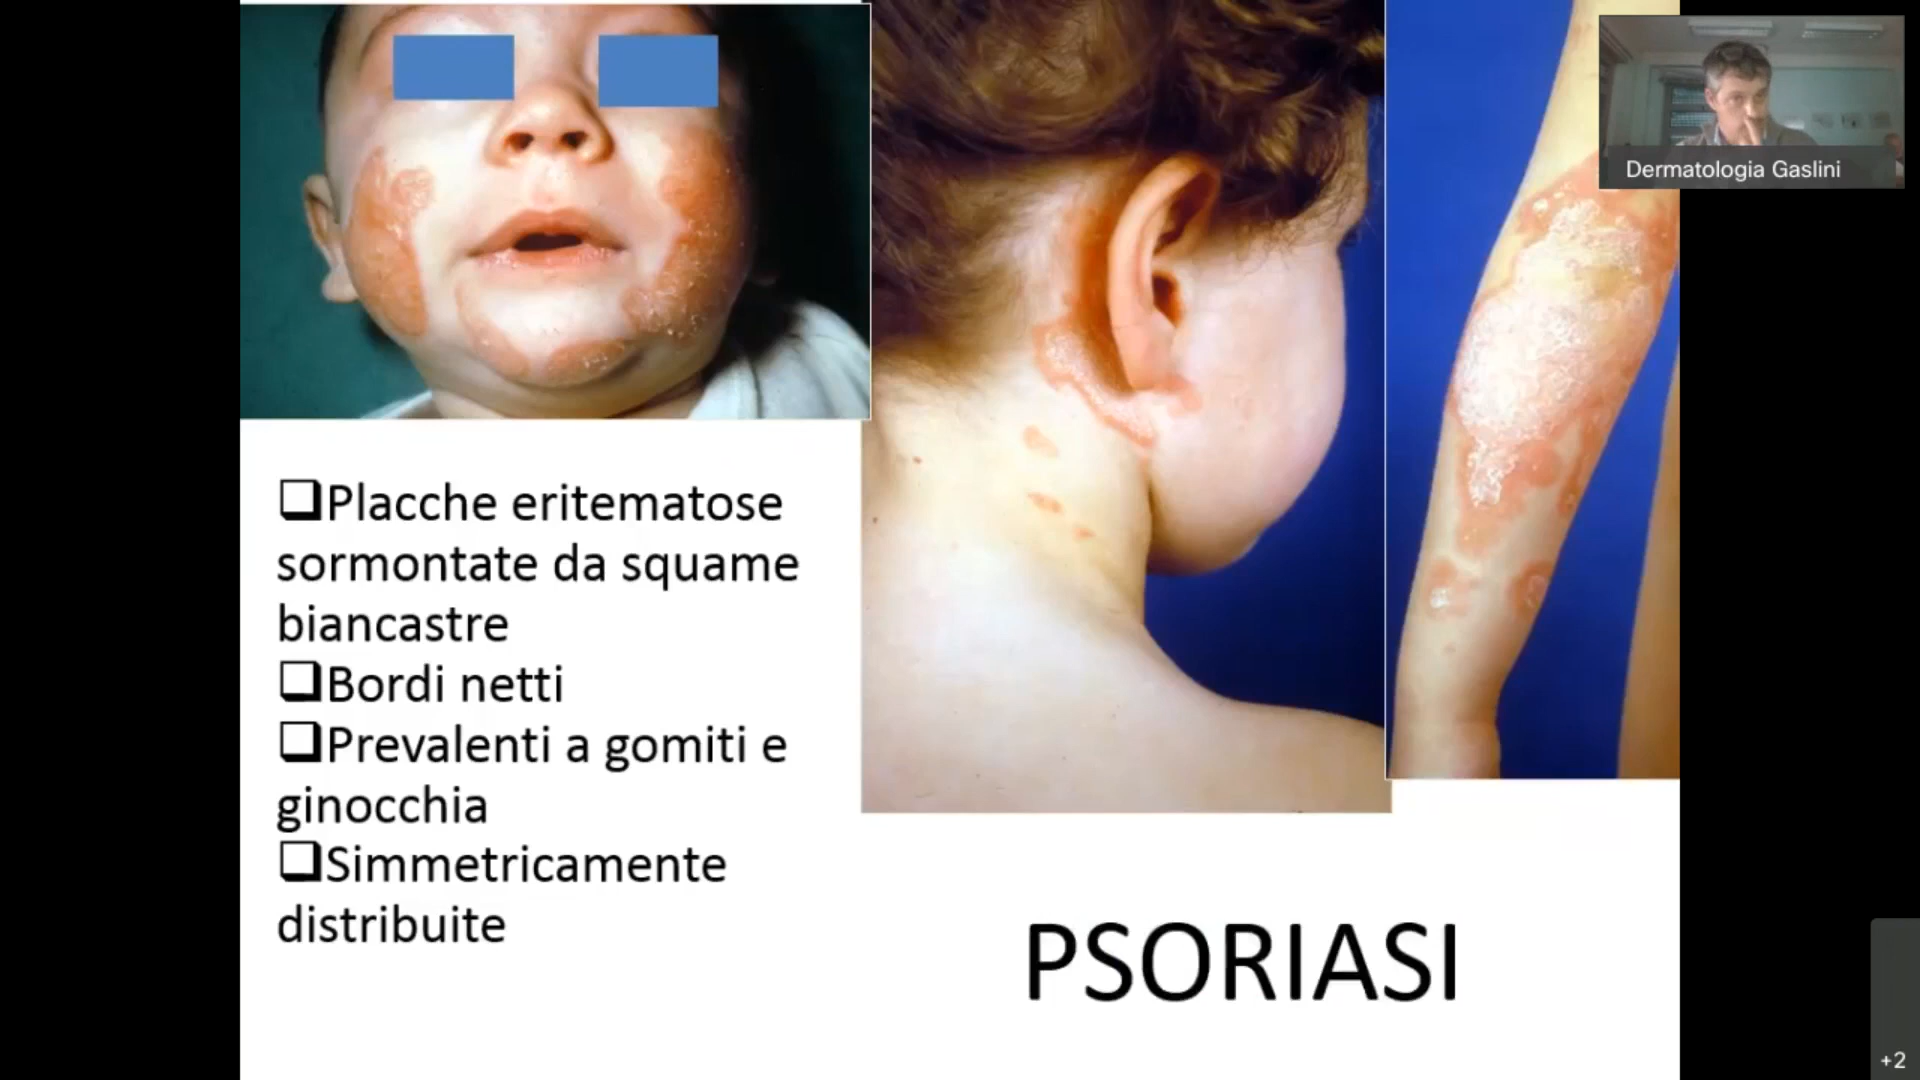 Dermatologia Gaslini
❑Placche eritematose
sormontate da squame
biancastre
❑Bordi netti
❑Prevalenti a gomiti e
ginocchia
❑Simmetricamente
distribuite
PSORIASI
+2